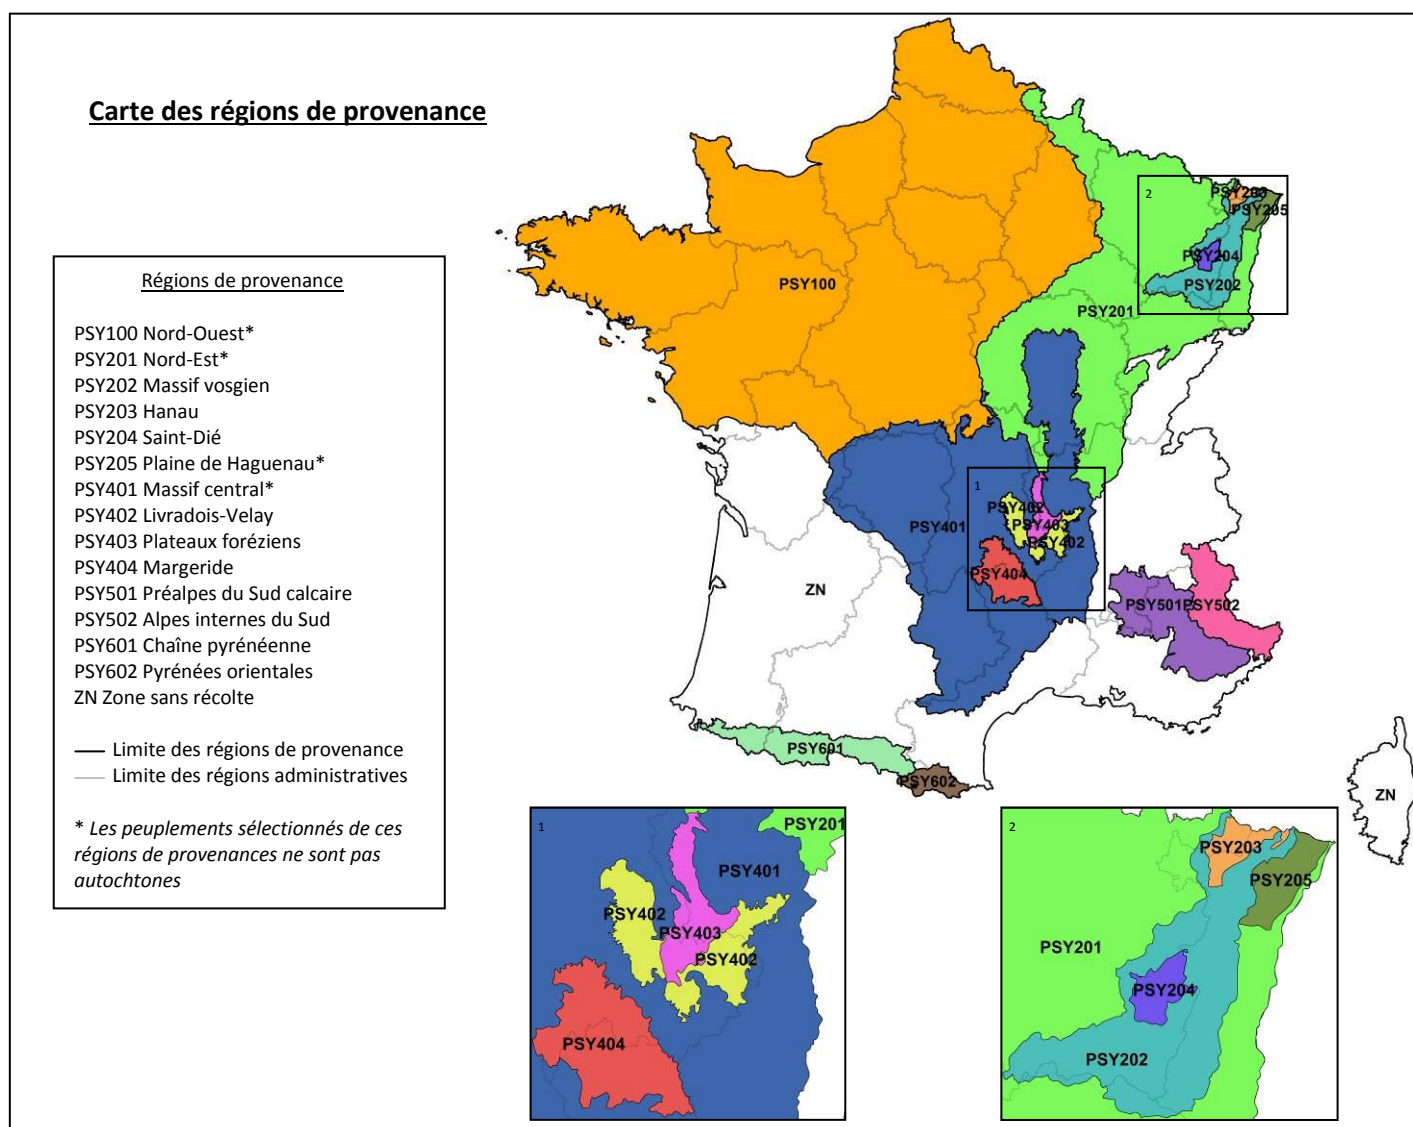 Carte des régions de provenance
Régions de provenance
PSY100 Nord-Ouest*
PSY201 Nord-Est*
PSY202 Massif vosgien
PSY203 Hanau
PSY204 Saint-Dié
PSY205 Plaine de Haguenau*
PSY401 Massif central*
PSY402 Livradois-Velay
PSY403 Plateaux foréziens
PSY404 Margeride
PSY501 Préalpes du Sud calcaire
PSY502 Alpes internes du Sud
PSY601 Chaîne pyrénéenne
PSY602 Pyrénées orientales
ZN Zone sans récolte
Limite des régions de provenance
Limite des régions administratives
* Les peuplements sélectionnés de ces
régions de provenances ne sont pas
autochtones
2
PSY203
PSY205
PSY204
PSY202
PSY100
PSY201
1
PSY402
PSY401
PSY403
PSY402
PSY404
ZN
PSY501
PSY502
PSY601
PSY602
ZN
1
PSY201
PSY401
PSY402
PSY403
PSY402
PSY404
2
PSY203
PSY205
PSY201
PSY204
PSY202